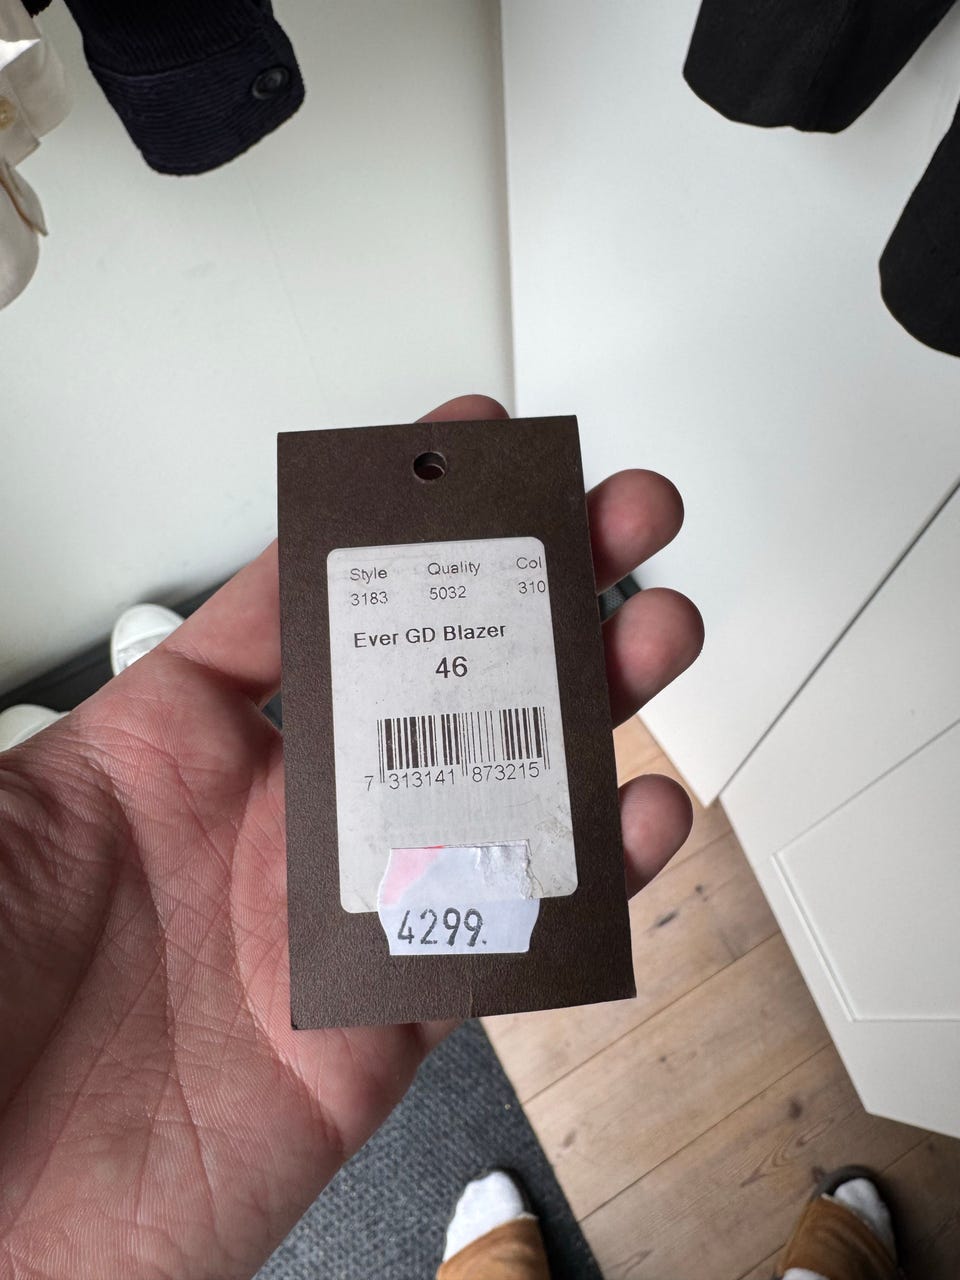 Style Quality Col
3183 5032 310
Ever GD Blazer
46
7 313141 873215
4299.